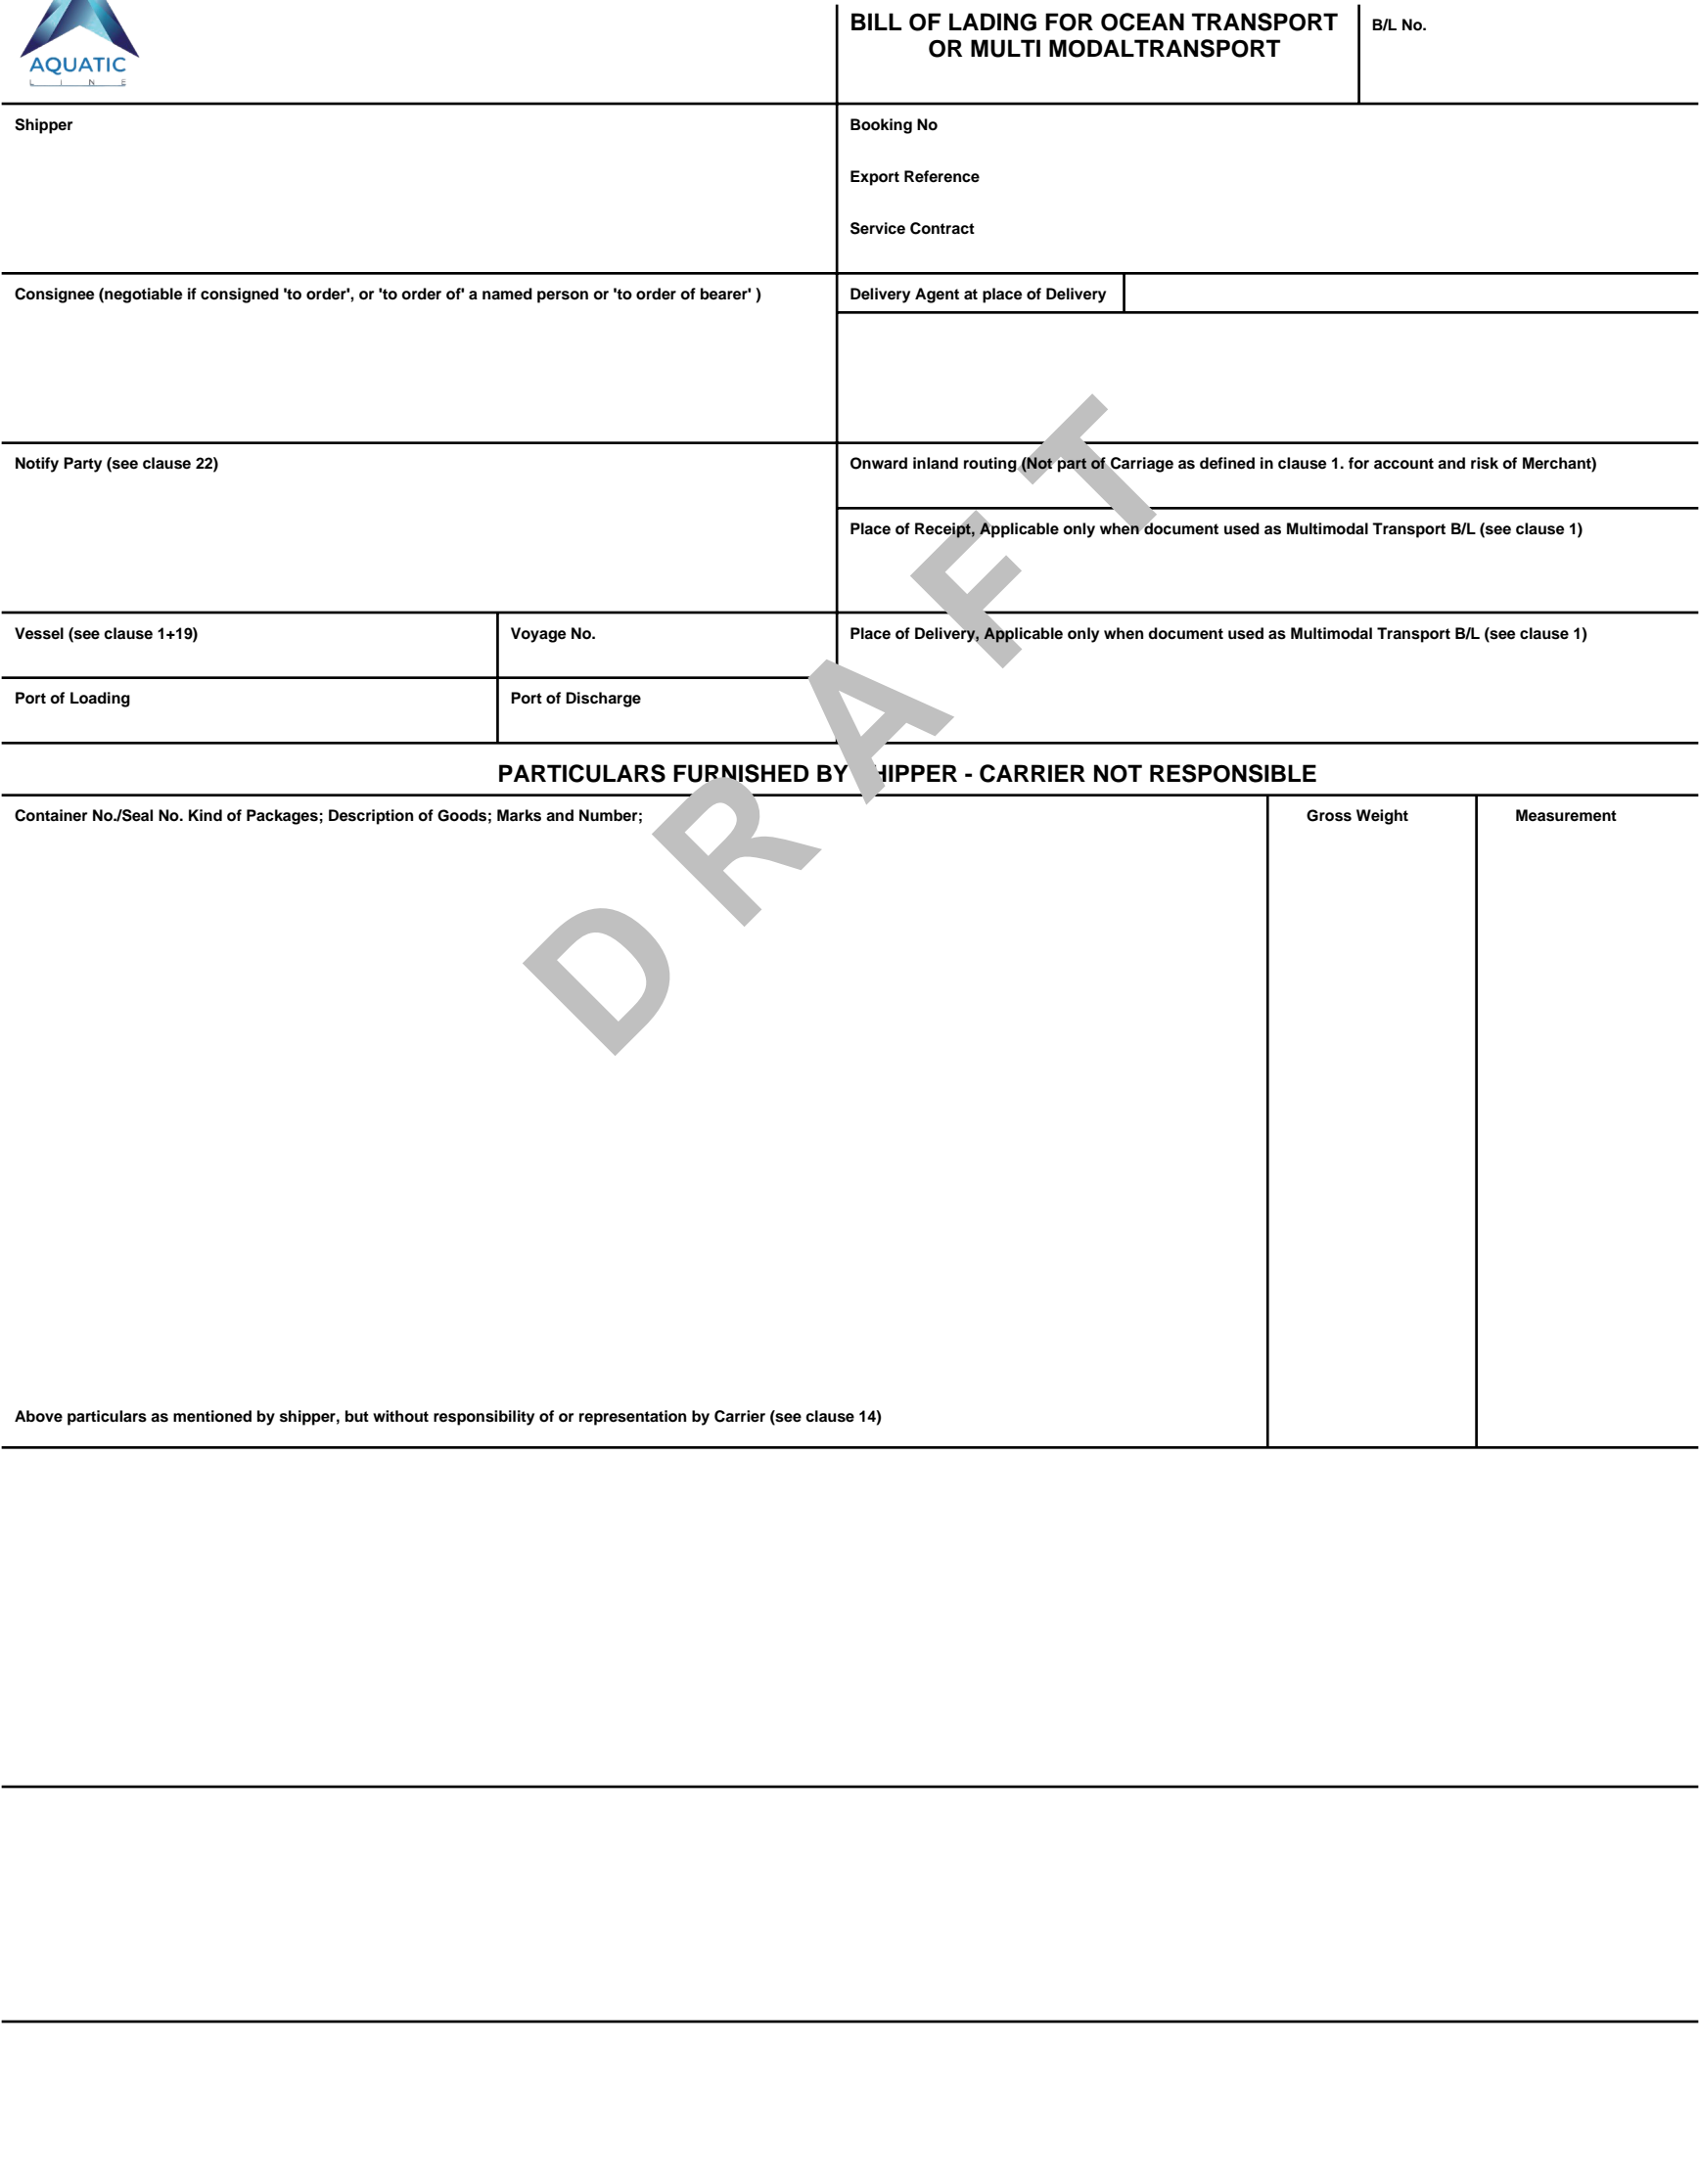 AQUATIC
LINE
BILL OF LADING FOR OCEAN TRANSPORT
OR MULTI MODALTRANSPORT
B/L No.
Shipper
Booking No
Export Reference
Service Contract
Consignee (negotiable if consigned 'to order', or 'to order of' a named person or 'to order of bearer' )
Delivery Agent at place of Delivery
Notify Party (see clause 22)
Onward inland routing (Not part of Carriage as defined in clause 1. for account and risk of Merchant)
Place of Receipt, Applicable only when document used as Multimodal Transport B/L (see clause 1)
Vessel (see clause 1+19)
Voyage No.
Place of Delivery, Applicable only when document used as Multimodal Transport B/L (see clause 1)
Port of Loading
Port of Discharge
PARTICULARS FURNISHED BY SHIPPER - CARRIER NOT RESPONSIBLE
Container No./Seal No. Kind of Packages; Description of Goods; Marks and Number;
Gross Weight
Measurement
DRAFT
Above particulars as mentioned by shipper, but without responsibility of or representation by Carrier (see clause 14)